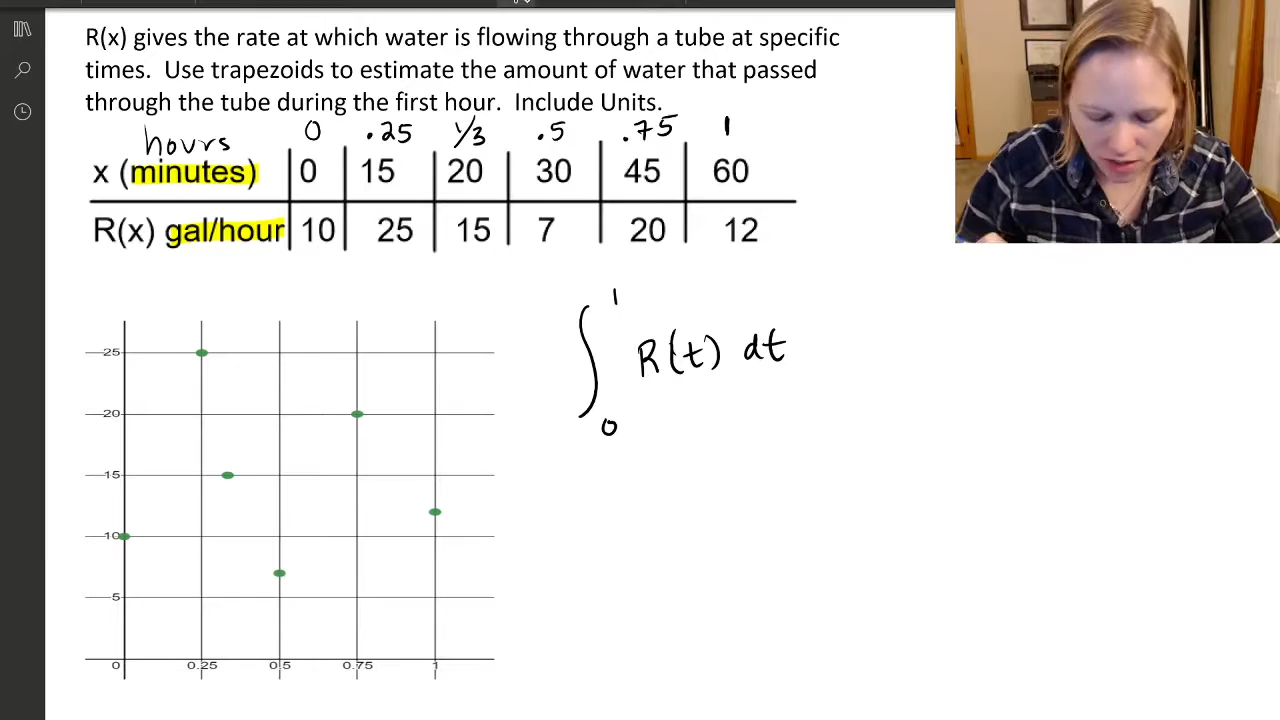 R(x) gives the rate at which water is flowing through a tube at specific
times. Use trapezoids to estimate the amount of water that passed
through the tube during the first hour. Include Units.
hours 0 .25 1/3 .5 .75 1
x (minutes) 0 15 20 30 45 60
R(x) gal/hour 10 25 15 7 20 12
∫₀¹ R(t) dt
25
20
15
10
5
0 0.25 0.5 0.75 1